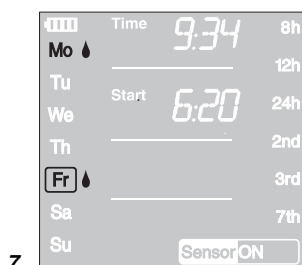 Time 9:34 8h
Mo
12h
Tu
Start 6:20 24h
We
Th 2nd
Fr 3rd
Sa 7th
Su Sensor ON
7